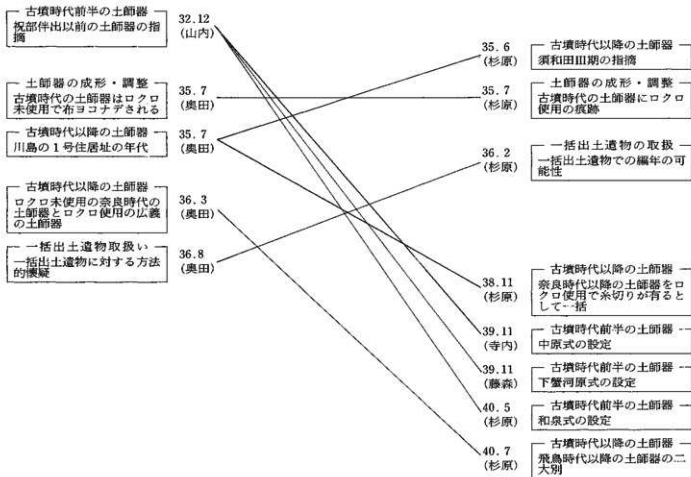 古墳時代前半の土師器
祝部伴出以前の土師器の指
摘
32.12
(山内)
土師器の成形・調整
古墳時代の土師器はロクロ
未使用で布ヨコナデされる
35.7
(奥田)
古墳時代以降の土師器
川島の1号住居址の年代
35.7
(奥田)
古墳時代以降の土師器
ロクロ未使用の奈良時代の
土師器とロクロ使用の広義
の土師器
36.3
(奥田)
一括出土遺物取扱い
一括出土遺物に対する方法
的懐疑
36.8
(奥田)
35.6
(杉原)
古墳時代以降の土師器
須和田Ⅲ期の指摘
35.7
(杉原)
土師器の成形・調整
古墳時代の土師器にロクロ
使用の痕跡
36.2
(杉原)
一括出土遺物の取扱
一括出土遺物での編年の可
能性
38.11
(杉原)
古墳時代以降の土師器
奈良時代以降の土師器をロ
クロ使用で糸切りが有ると
して一括
39.11
(寺内)
古墳時代前半の土師器
中原式の設定
39.11
(藤森)
古墳時代前半の土師器
下蟹河原式の設定
40.5
(杉原)
古墳時代前半の土師器
和泉式の設定
40.7
(杉原)
古墳時代以降の土師器
飛鳥時代以降の土師器の二
大別